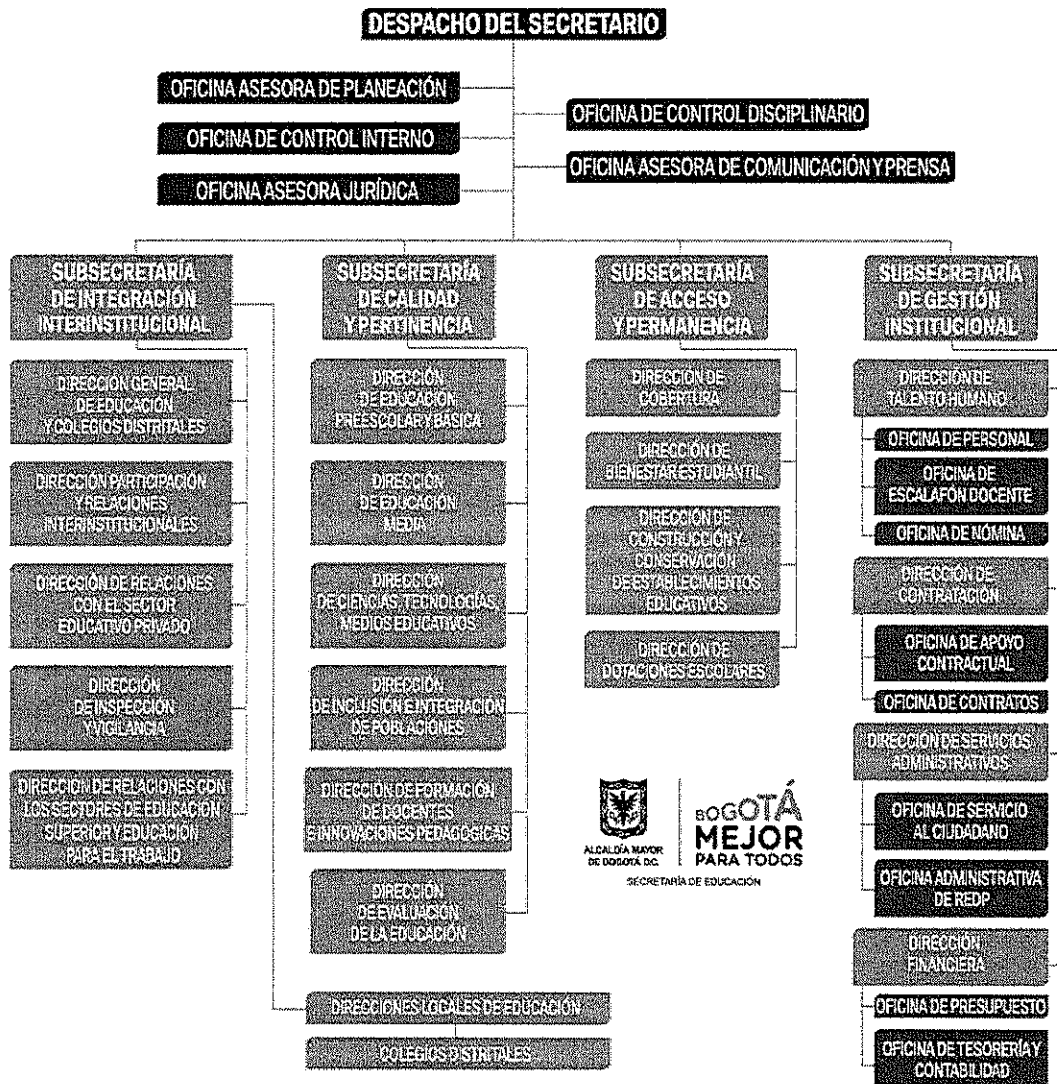 DESPACHO DEL SECRETARIO
OFICINA ASESORA DE PLANEACIÓN
OFICINA DE CONTROL DISCIPLINARIO
OFICINA DE CONTROL INTERNO
OFICINA ASESORA DE COMUNICACIÓN Y PRENSA
OFICINA ASESORA JURÍDICA
SUBSECRETARÍA
DE INTEGRACIÓN
INTERINSTITUCIONAL
DIRECCIÓN GENERAL
DE EDUCACIÓN
Y COLEGIOS DISTRITALES
DIRECCIÓN PARTICIPACIÓN
Y RELACIONES
INTERINSTITUCIONALES
DIRECCIÓN DE RELACIONES
CON EL SECTOR
EDUCATIVO PRIVADO
DIRECCIÓN
DE INSPECCIÓN
Y VIGILANCIA
DIRECCIÓN DE RELACIONES CON
LOS SECTORES DE EDUCACIÓN
SUPERIOR Y EDUCACIÓN
PARA EL TRABAJO
SUBSECRETARÍA
DE CALIDAD
Y PERTINENCIA
DIRECCIÓN
DE EDUCACIÓN
PREESCOLAR Y BÁSICA
DIRECCIÓN
DE EDUCACIÓN
MEDIA
DIRECCIÓN
DE CIENCIAS, TECNOLOGÍAS,
MEDIOS EDUCATIVOS
DIRECCIÓN
DE INCLUSIÓN E INTEGRACIÓN
DE POBLACIONES
DIRECCIÓN DE FORMACIÓN
DE DOCENTES
E INNOVACIONES PEDAGÓGICAS
DIRECCIÓN
DE EVALUACIÓN
DE LA EDUCACIÓN
DIRECCIONES LOCALES DE EDUCACIÓN
COLEGIOS DISTRITALES
SUBSECRETARÍA
DE ACCESO
Y PERMANENCIA
DIRECCIÓN DE
COBERTURA
DIRECCIÓN DE
BIENESTAR ESTUDIANTIL
DIRECCIÓN DE
CONSTRUCCIÓN Y
CONSERVACIÓN
DE ESTABLECIMIENTOS
EDUCATIVOS
DIRECCIÓN DE
DOTACIONES ESCOLARES
ALCALDÍA MAYOR
DE BOGOTÁ D.C.
BOGOTÁ
MEJOR
PARA TODOS
SECRETARÍA DE EDUCACIÓN
SUBSECRETARÍA
DE GESTIÓN
INSTITUCIONAL
DIRECCIÓN DE
TALENTO HUMANO
OFICINA DE PERSONAL
OFICINA DE
ESCALAFÓN DOCENTE
OFICINA DE NÓMINA
DIRECCIÓN DE
CONTRATACIÓN
OFICINA DE APOYO
CONTRACTUAL
OFICINA DE CONTRATOS
DIRECCIÓN DE SERVICIOS
ADMINISTRATIVOS
OFICINA DE SERVICIO
AL CIUDADANO
OFICINA ADMINISTRATIVA
DE REDP
DIRECCIÓN
FINANCIERA
OFICINA DE PRESUPUESTO
OFICINA DE TESORERÍA Y
CONTABILIDAD